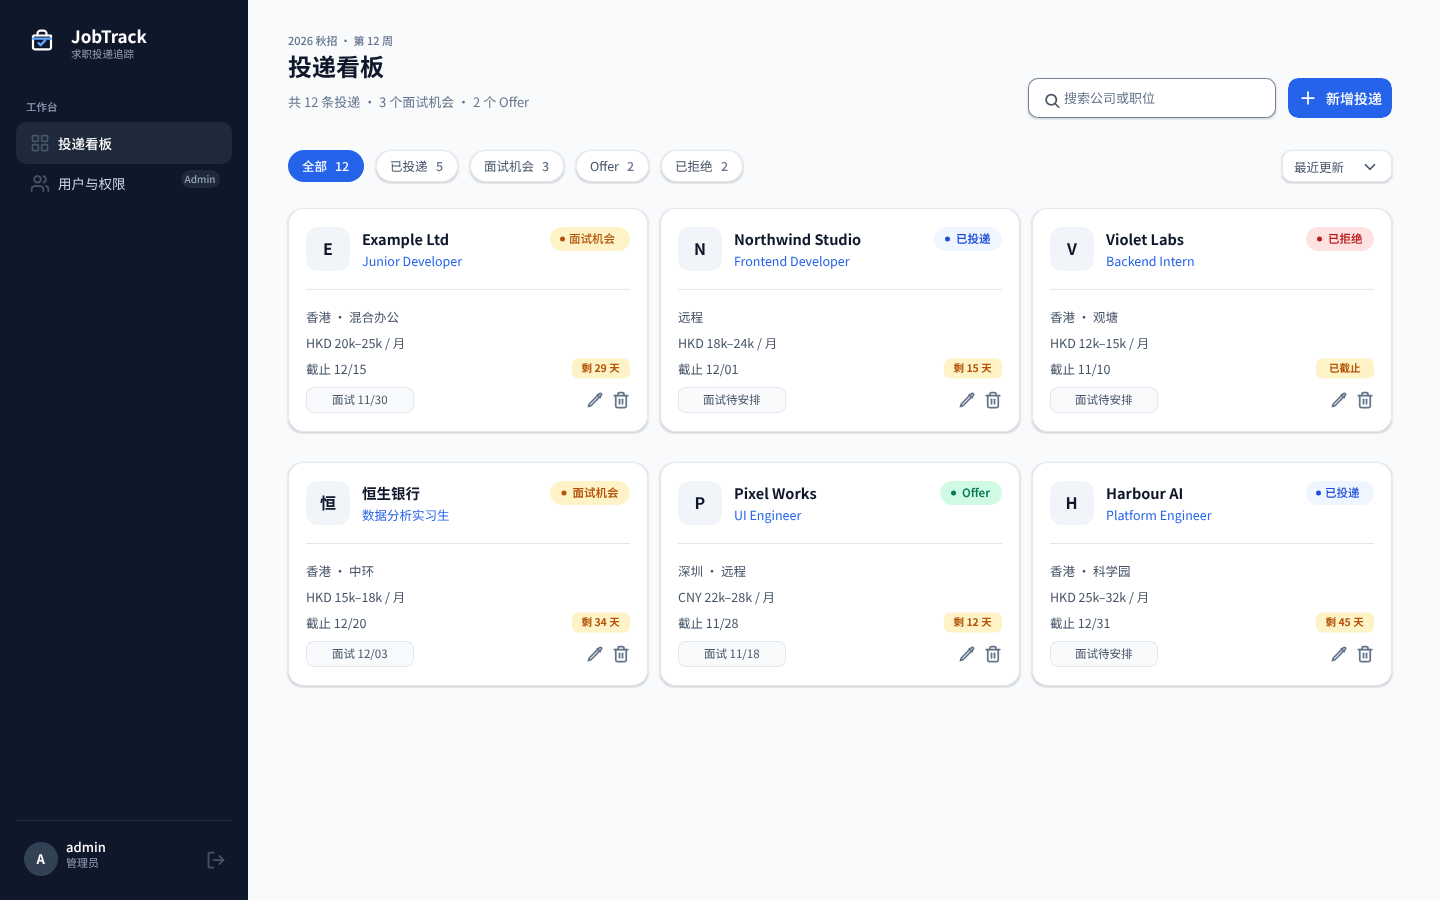 JobTrack
求职投递追踪
工作台
投递看板
用户与权限
Admin
A
admin
管理员
2026 秋招 · 第 12 周
投递看板
共 12 条投递 · 3 个面试机会 · 2 个 Offer
搜索公司或职位
新增投递
全部 12
已投递 5
面试机会 3
Offer 2
已拒绝 2
最近更新
E
Example Ltd
Junior Developer
面试机会
香港 · 混合办公
HKD 20k–25k / 月
截止 12/15
剩 29 天
面试 11/30
N
Northwind Studio
Frontend Developer
已投递
远程
HKD 18k–24k / 月
截止 12/01
剩 15 天
面试待安排
V
Violet Labs
Backend Intern
已拒绝
香港 · 观塘
HKD 12k–15k / 月
截止 11/10
已截止
面试待安排
恒
恒生银行
数据分析实习生
面试机会
香港 · 中环
HKD 15k–18k / 月
截止 12/20
剩 34 天
面试 12/03
P
Pixel Works
UI Engineer
Offer
深圳 · 远程
CNY 22k–28k / 月
截止 11/28
剩 12 天
面试 11/18
H
Harbour AI
Platform Engineer
已投递
香港 · 科学园
HKD 25k–32k / 月
截止 12/31
剩 45 天
面试待安排